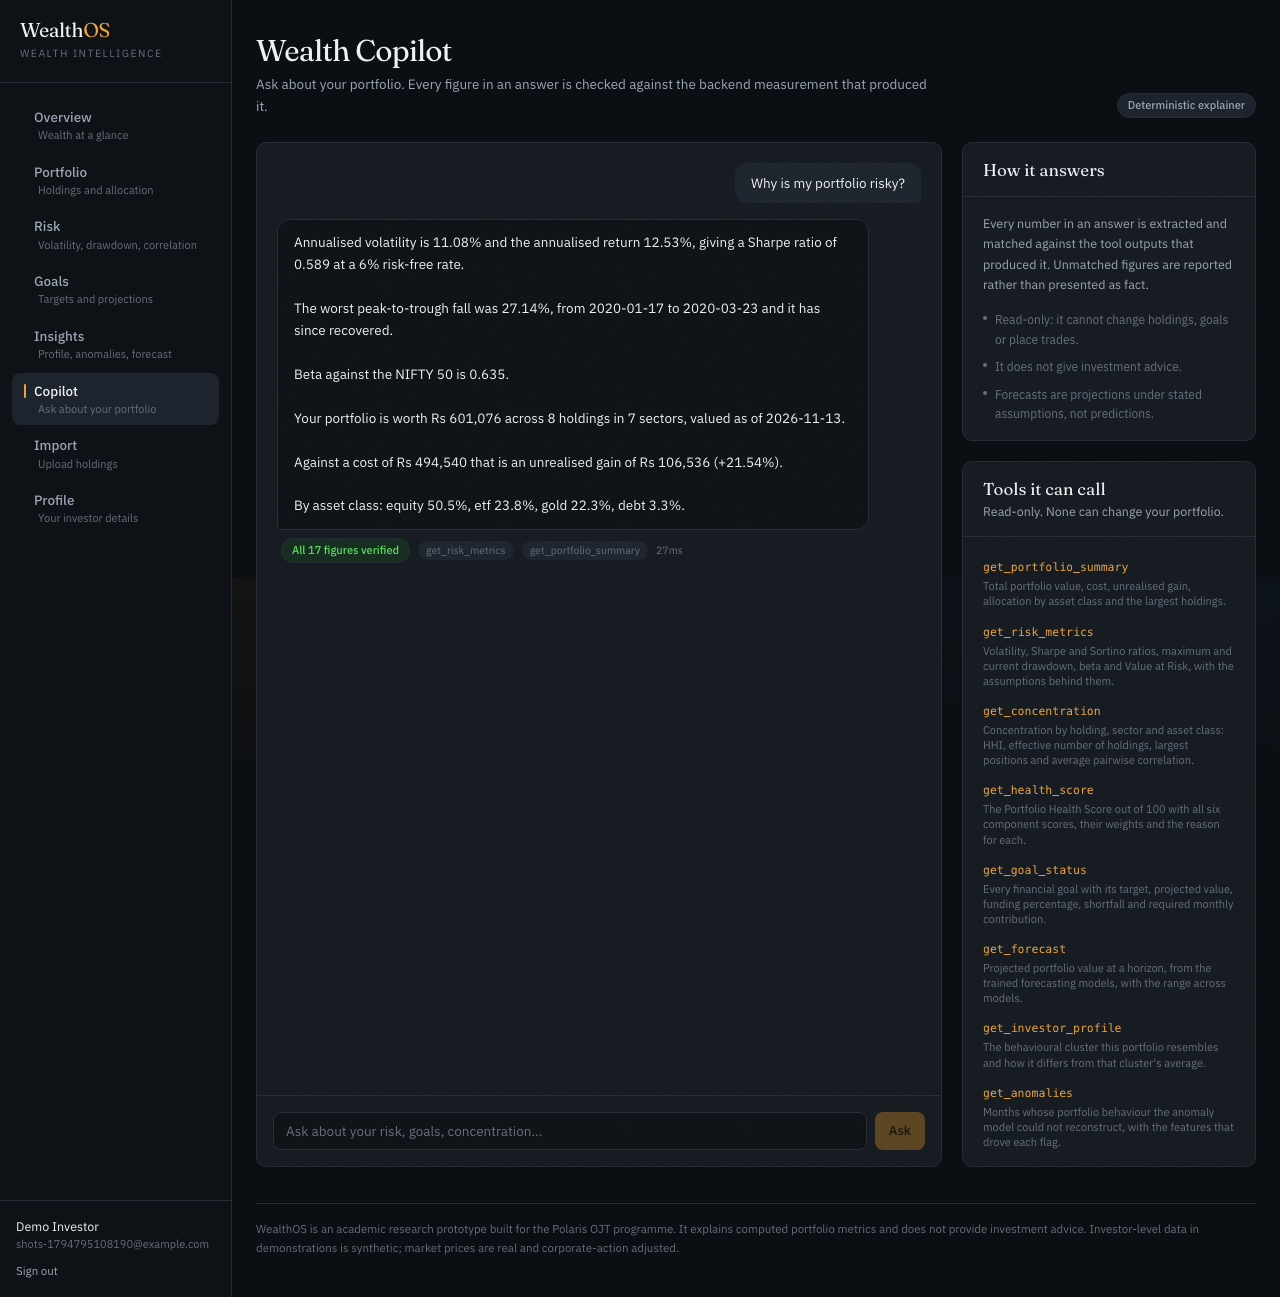 WealthOS
WEALTH INTELLIGENCE
Overview
Wealth at a glance
Portfolio
Holdings and allocation
Risk
Volatility, drawdown, correlation
Goals
Targets and projections
Insights
Profile, anomalies, forecast
Copilot
Ask about your portfolio
Import
Upload holdings
Profile
Your investor details
Demo Investor
shots-1794795108190@example.com
Sign out
Wealth Copilot
Ask about your portfolio. Every figure in an answer is checked against the backend measurement that produced
it.
Deterministic explainer
Why is my portfolio risky?
Annualised volatility is 11.08% and the annualised return 12.53%, giving a Sharpe ratio of
0.589 at a 6% risk-free rate.
The worst peak-to-trough fall was 27.14%, from 2020-01-17 to 2020-03-23 and it has
since recovered.
Beta against the NIFTY 50 is 0.635.
Your portfolio is worth Rs 601,076 across 8 holdings in 7 sectors, valued as of 2026-11-13.
Against a cost of Rs 494,540 that is an unrealised gain of Rs 106,536 (+21.54%).
By asset class: equity 50.5%, etf 23.8%, gold 22.3%, debt 3.3%.
All 17 figures verified
get_risk_metrics
get_portfolio_summary
27ms
Ask about your risk, goals, concentration...
Ask
How it answers
Every number in an answer is extracted and
matched against the tool outputs that
produced it. Unmatched figures are reported
rather than presented as fact.
Read-only: it cannot change holdings, goals
or place trades.
It does not give investment advice.
Forecasts are projections under stated
assumptions, not predictions.
Tools it can call
Read-only. None can change your portfolio.
get_portfolio_summary
Total portfolio value, cost, unrealised gain,
allocation by asset class and the largest holdings.
get_risk_metrics
Volatility, Sharpe and Sortino ratios, maximum and
current drawdown, beta and Value at Risk, with the
assumptions behind them.
get_concentration
Concentration by holding, sector and asset class:
HHI, effective number of holdings, largest
positions and average pairwise correlation.
get_health_score
The Portfolio Health Score out of 100 with all six
component scores, their weights and the reason
for each.
get_goal_status
Every financial goal with its target, projected value,
funding percentage, shortfall and required monthly
contribution.
get_forecast
Projected portfolio value at a horizon, from the
trained forecasting models, with the range across
models.
get_investor_profile
The behavioural cluster this portfolio resembles
and how it differs from that cluster's average.
get_anomalies
Months whose portfolio behaviour the anomaly
model could not reconstruct, with the features that
drove each flag.
WealthOS is an academic research prototype built for the Polaris OJT programme. It explains computed portfolio metrics and does not provide investment advice. Investor-level data in
demonstrations is synthetic; market prices are real and corporate-action adjusted.